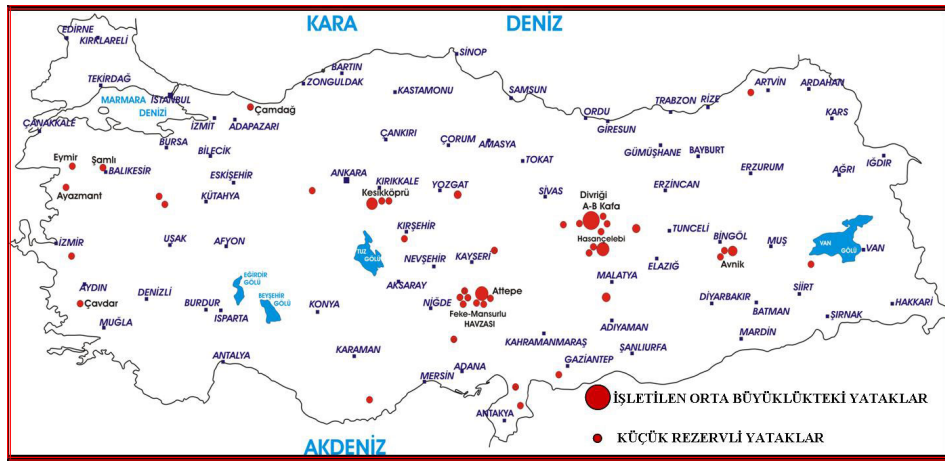 KARA DENİZ
EDİRNE
KIRKLARELİ
SİNOP
BARTIN
ZONGULDAK
TEKİRDAĞ
KASTAMONU
ARTVİN
ARDAHAN
MARMARA
DENİZİ
İSTANBUL
Çamdağ
SAMSUN
ORDU
TRABZON
RİZE
KARS
ÇANAKKALE
İZMİT
ADAPAZARI
GİRESUN
BURSA
BİLECİK
ÇANKIRI
ÇORUM
AMASYA
TOKAT
GÜMÜŞHANE
BAYBURT
IĞDIR
Eymir
Şamlı
BALIKESİR
ESKİŞEHİR
ANKARA
KIRIKKALE
YOZGAT
SİVAS
ERZİNCAN
ERZURUM
AĞRI
Ayazmant
KÜTAHYA
Kesikköprü
Divriği
A-B Kafa
İZMİR
UŞAK
AFYON
KIRŞEHİR
Hasançelebi
TUNCELİ
BİNGÖL
MUŞ
VAN
GÖLÜ
VAN
TUZ
GÖLÜ
NEVŞEHİR
KAYSERİ
ELAZIĞ
Avnik
EĞİRDİR
GÖLÜ
AYDIN
DENİZLİ
BEYŞEHİR
GÖLÜ
AKSARAY
MALATYA
SİİRT
Çavdar
BURDUR
ISPARTA
KONYA
NİĞDE
Attepe
Feke-Mansurlu
HAVZASI
DİYARBAKIR
BATMAN
HAKKARİ
MUĞLA
ADIYAMAN
MARDİN
ŞIRNAK
ANTALYA
KARAMAN
KAHRAMANMARAŞ
GAZİANTEP
ŞANLIURFA
MERSİN
ADANA
ANTAKYA
AKDENİZ
İŞLETİLEN ORTA BÜYÜKLÜKTEKİ YATAKLAR
KÜÇÜK REZERVLİ YATAKLAR